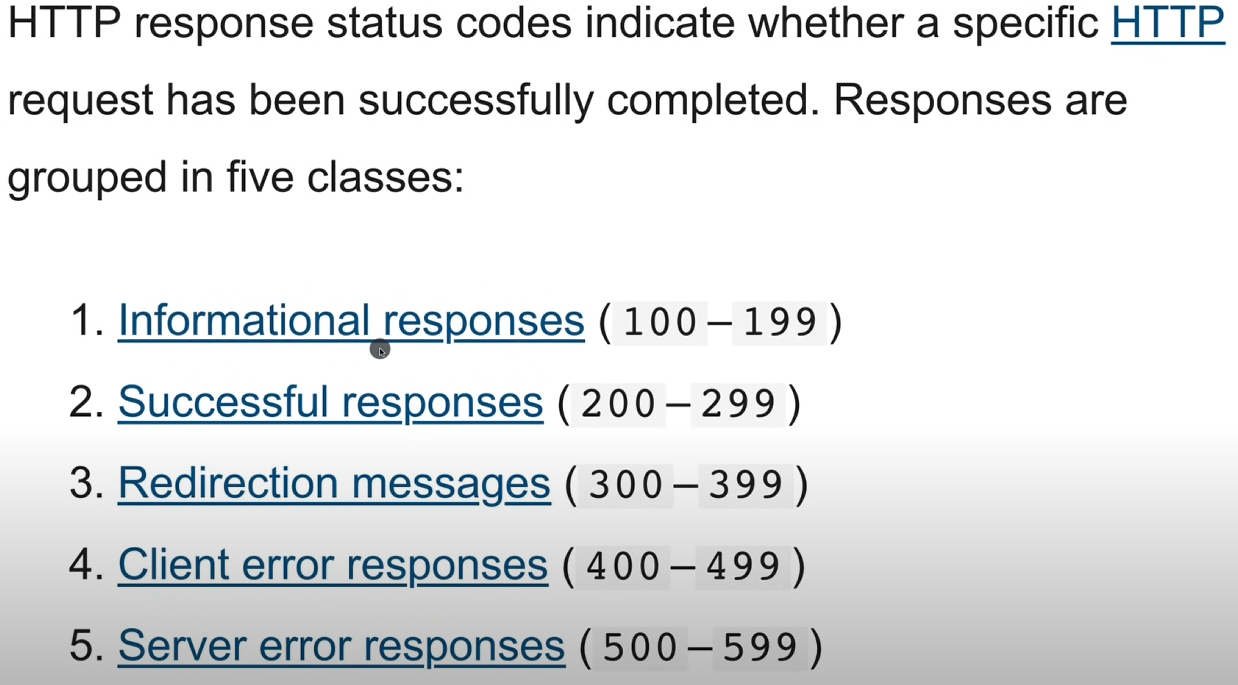 HTTP response status codes indicate whether a specific HTTP
request has been successfully completed. Responses are
grouped in five classes:
1. Informational responses (100–199)
2. Successful responses (200–299)
3. Redirection messages (300–399)
4. Client error responses (400–499)
5. Server error responses (500–599)